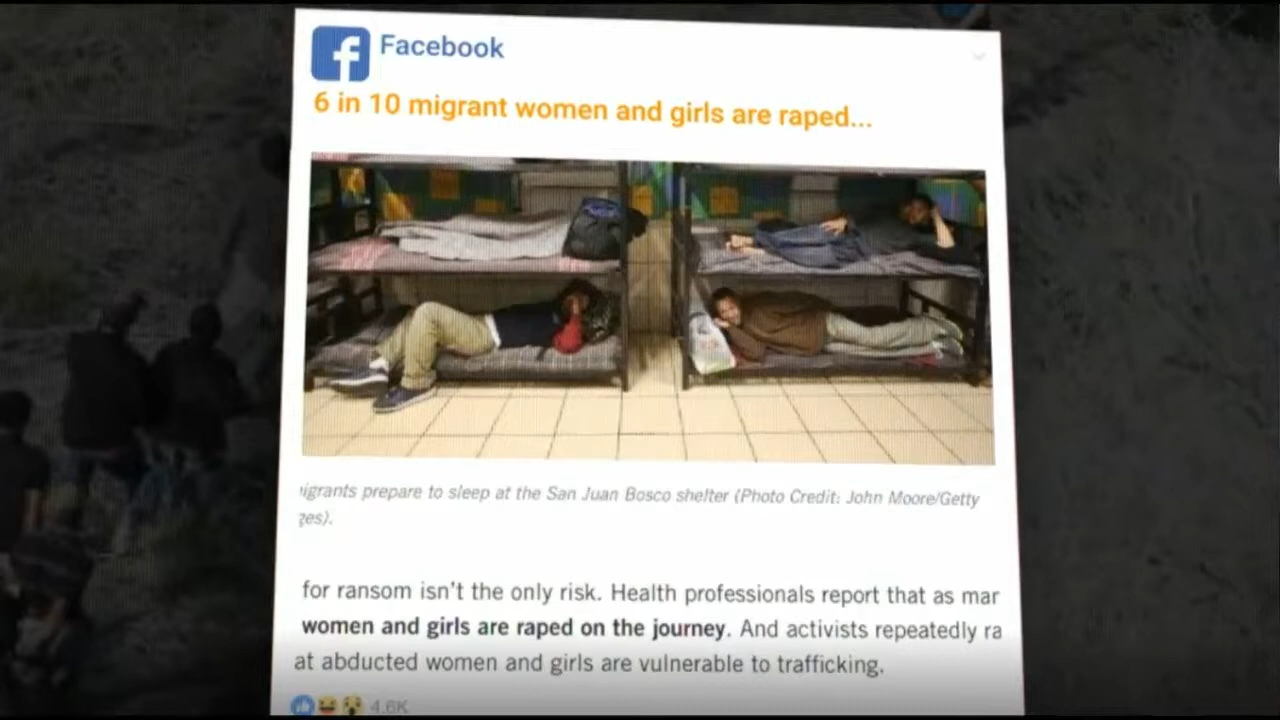 Facebook
6 in 10 migrant women and girls are raped...
igrants prepare to sleep at the San Juan Bosco shelter (Photo Credit: John Moore/Getty
ges).
for ransom isn't the only risk. Health professionals report that as mar
women and girls are raped on the journey. And activists repeatedly ra
at abducted women and girls are vulnerable to trafficking.
4.6K